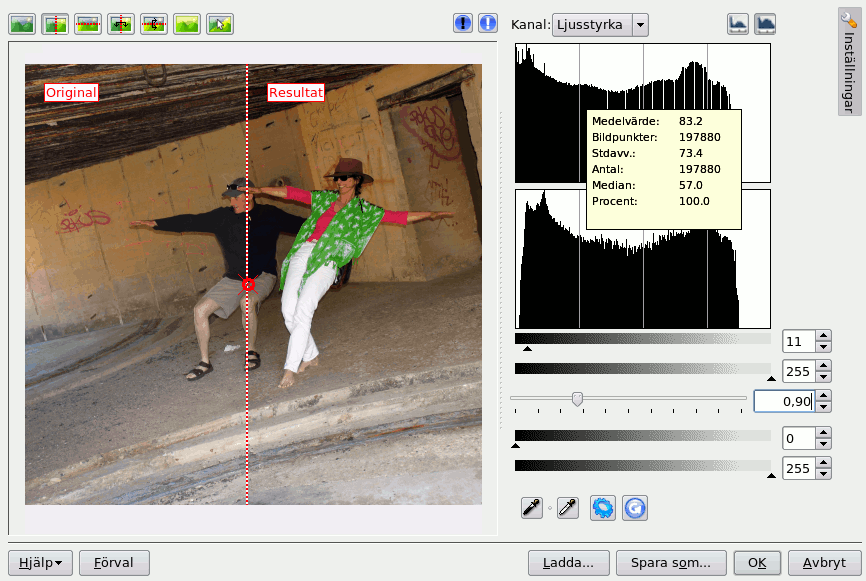 Kanal: Ljusstyrka
Inställningar
Original
Resultat
Medelvärde: 83.2
Bildpunkter: 197880
Stdavv.: 73.4
Antal: 197880
Median: 57.0
Procent: 100.0
11
255
0,90
0
255
Hjälp
Förval
Ladda...
Spara som...
OK
Avbryt